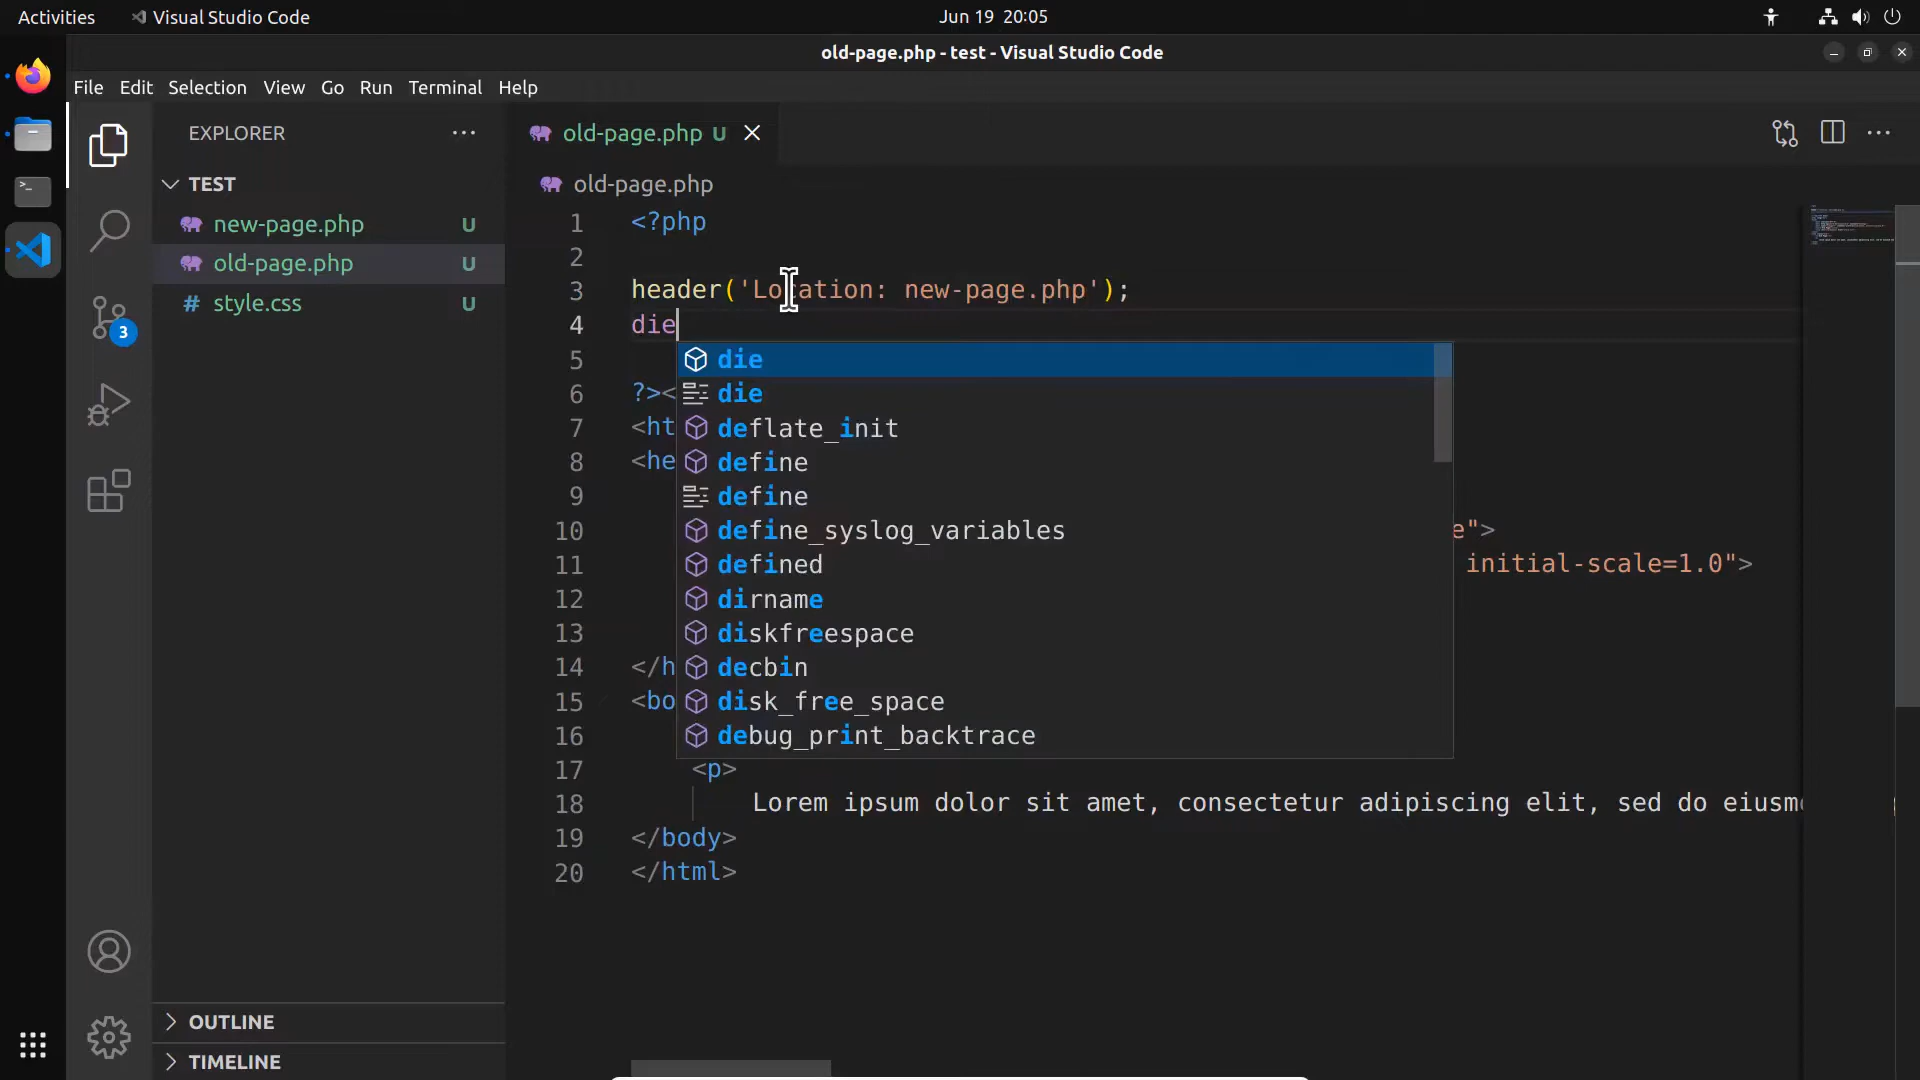 Activities
Visual Studio Code
Jun 19 20:05
old-page.php - test - Visual Studio Code
File Edit Selection View Go Run Terminal Help
EXPLORER
TEST
new-page.php U
old-page.php U
style.css U
3
OUTLINE
TIMELINE
old-page.php U
old-page.php
1 <?php
2
3 header('Location: new-page.php');
4 die
5
6 ?><
7 <ht
8 <he
9
10 e">
11 initial-scale=1.0">
12
13
14 </h
15 <bo
16
17 <p>
18 Lorem ipsum dolor sit amet, consectetur adipiscing elit, sed do eiusm
19 </body>
20 </html>
die
die
deflate_init
define
define
define_syslog_variables
defined
dirname
diskfreespace
decbin
disk_free_space
debug_print_backtrace